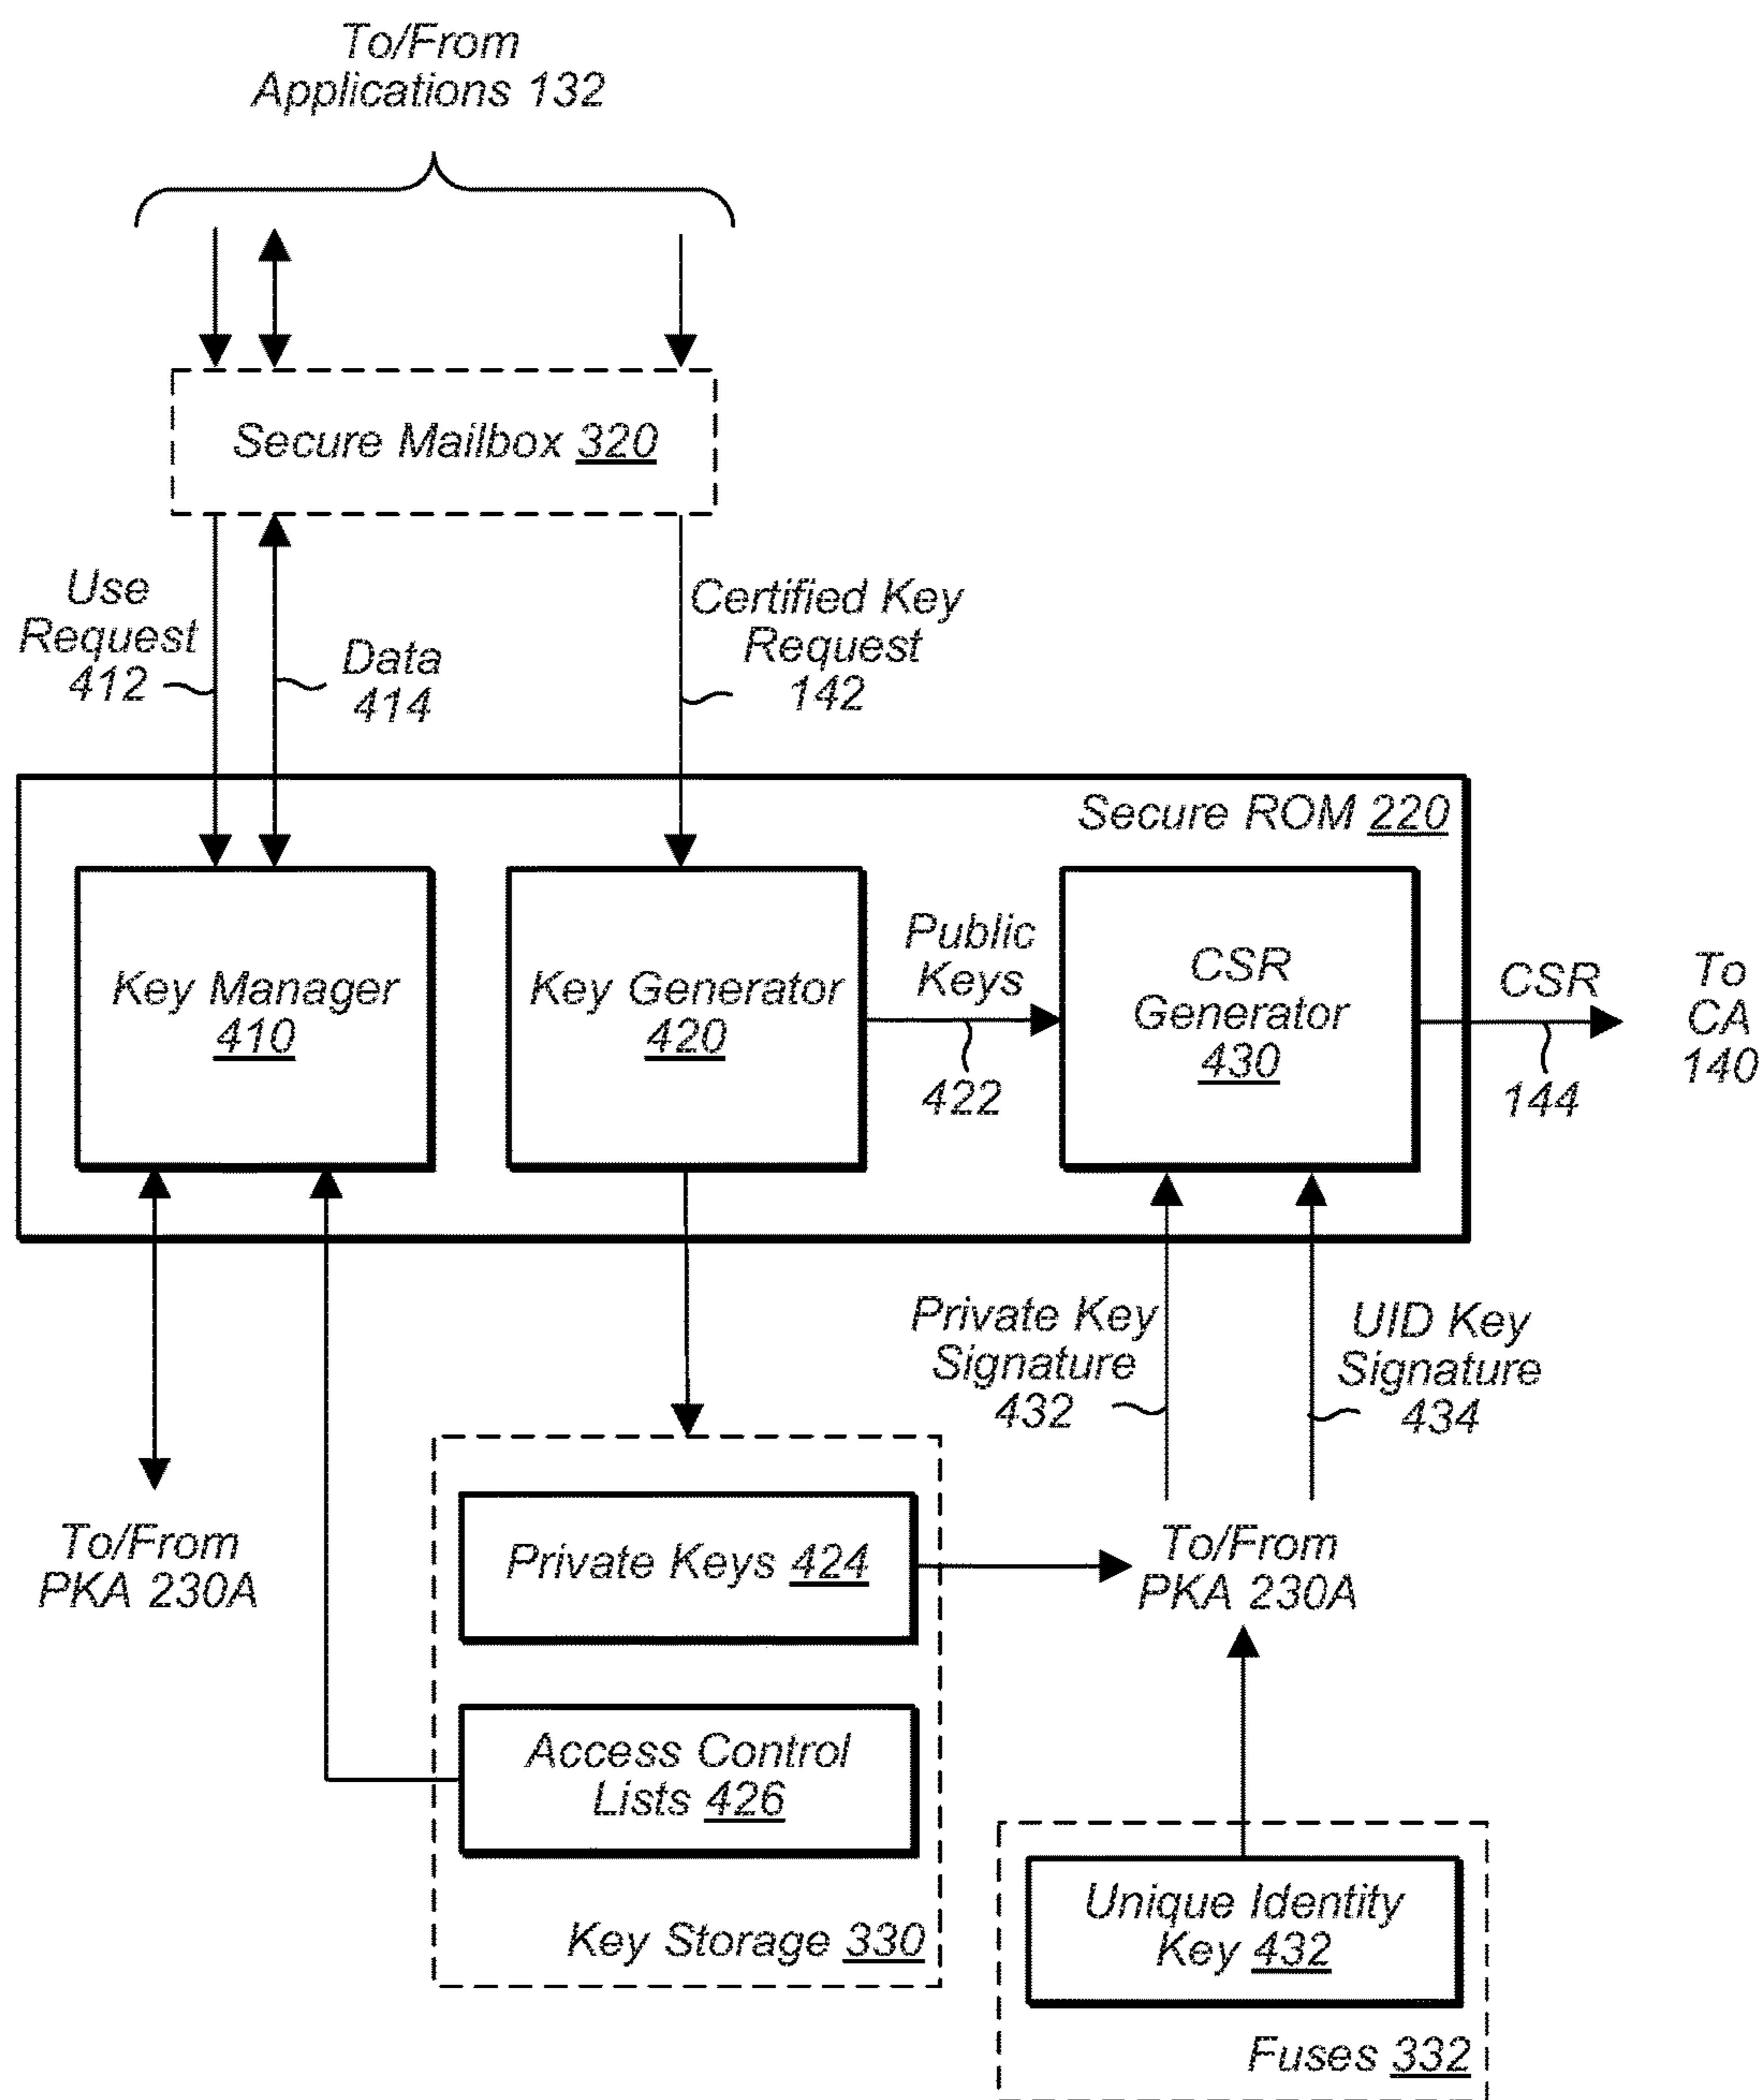 To/From
Applications 132
Secure Mailbox 320
Use
Request
412
Data
414
Certified Key
Request
142
Secure ROM 220
Key Manager
410
Key Generator
420
Public
Keys
422
CSR
Generator
430
CSR
144
To
CA
140
Private Key
Signature
432
UID Key
Signature
434
To/From
PKA 230A
Private Keys 424
To/From
PKA 230A
Access Control
Lists 426
Key Storage 330
Unique Identity
Key 432
Fuses 332